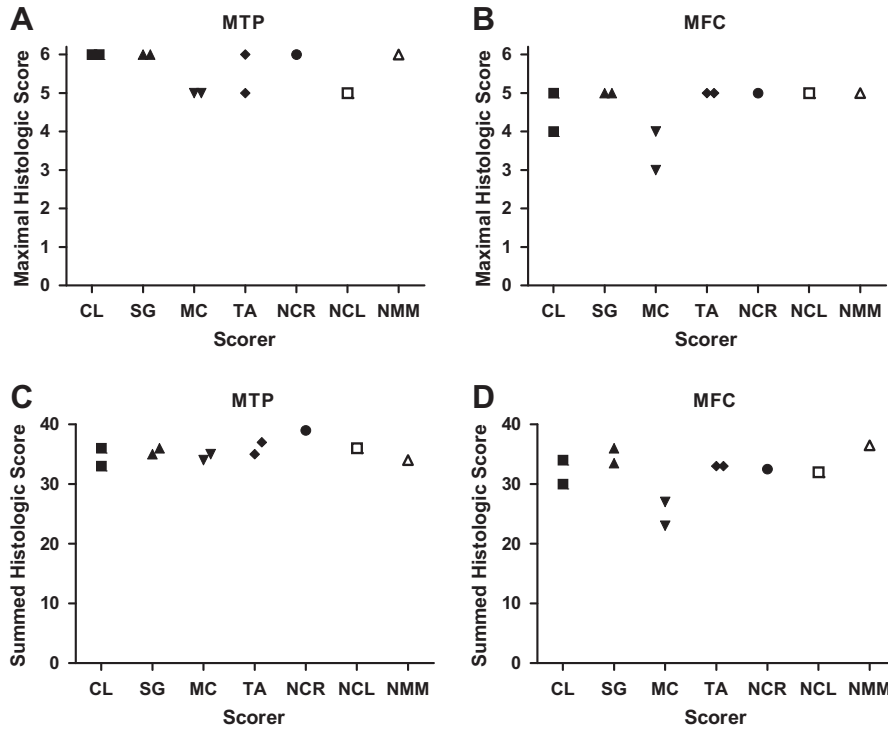 A
MTP
Maximal Histologic Score
6
5
4
3
2
1
0
CL SG MC TA NCR NCL NMM
Scorer
B
MFC
Maximal Histologic Score
6
5
4
3
2
1
0
CL SG MC TA NCR NCL NMM
Scorer
C
MTP
Summed Histologic Score
40
30
20
10
0
CL SG MC TA NCR NCL NMM
Scorer
D
MFC
Summed Histologic Score
40
30
20
10
0
CL SG MC TA NCR NCL NMM
Scorer